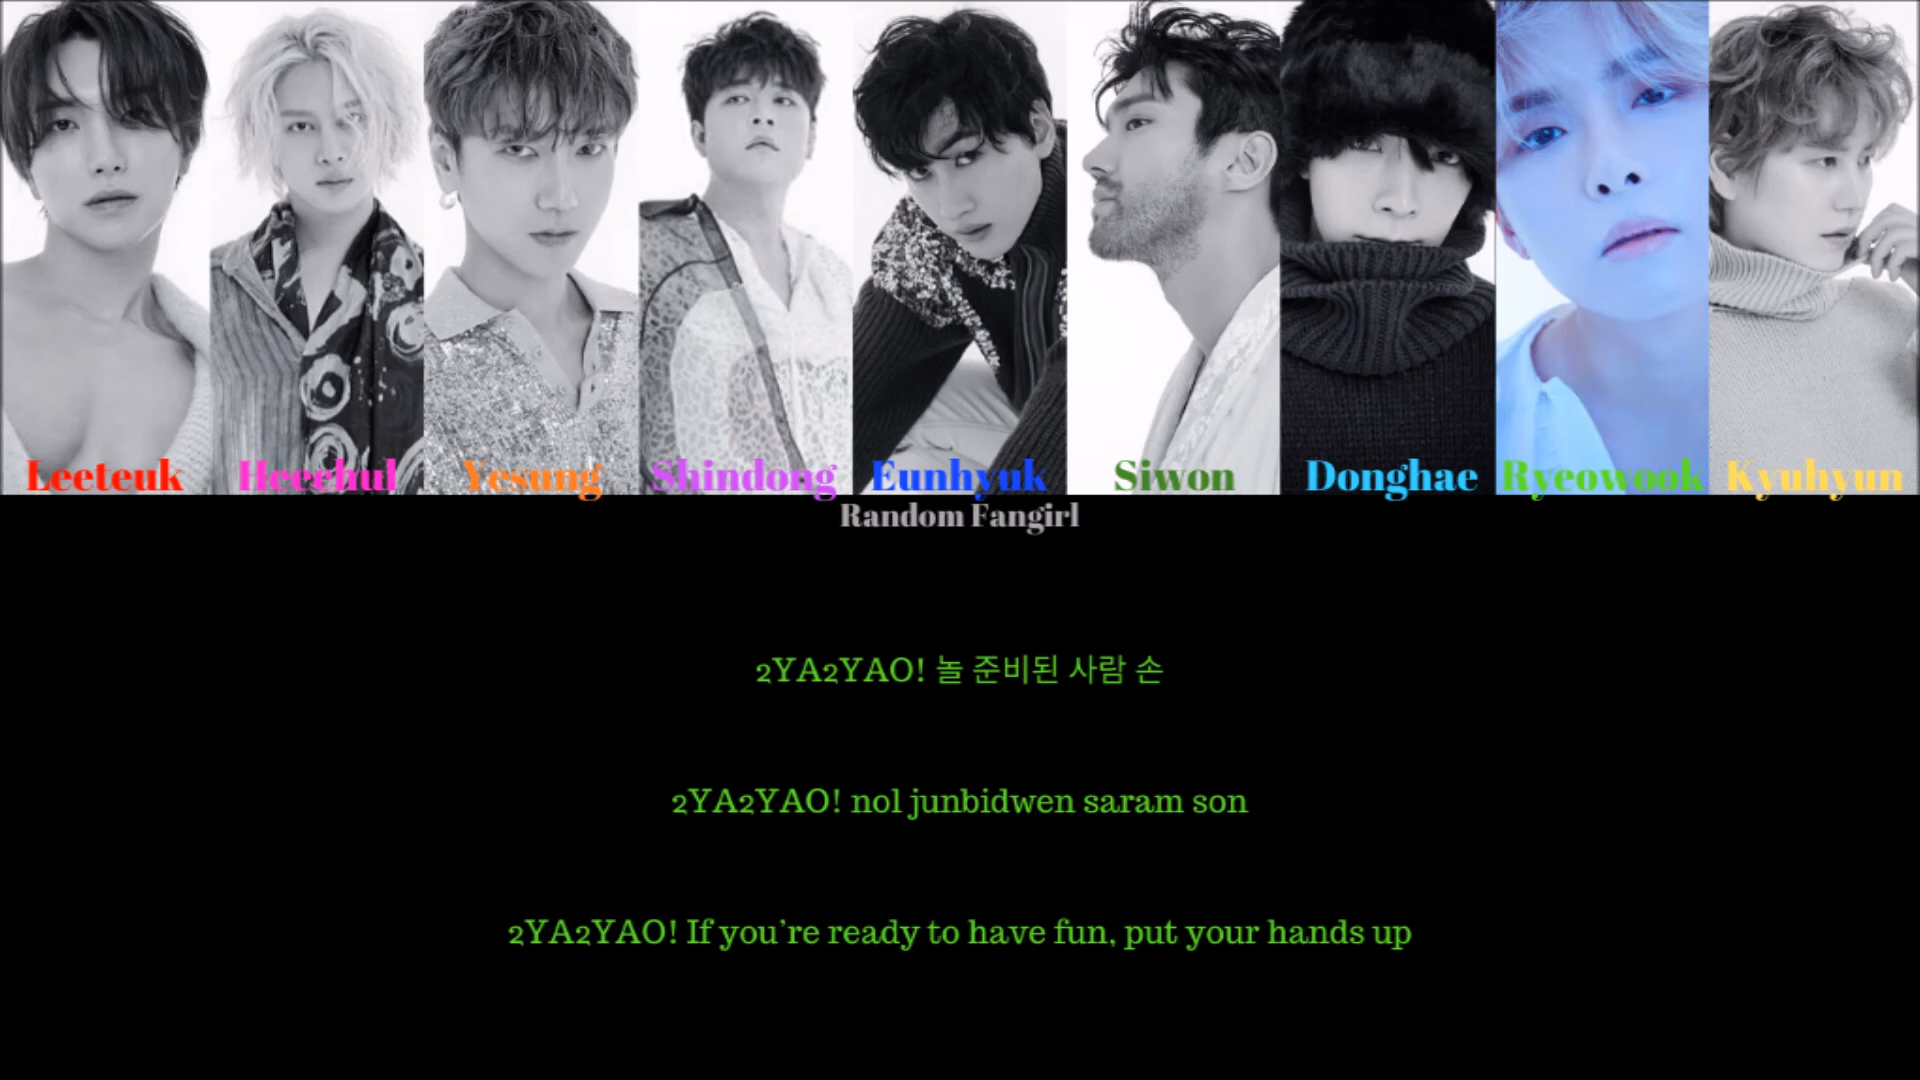 Leeteuk Heechul Yesung Shindong Eunhyuk Siwon Donghae Ryeowook Kyuhyun
Random Fangirl
2YA2YAO! 놀 준비된 사람 손
2YA2YAO! nol junbidwen saram son
2YA2YAO! If you're ready to have fun, put your hands up